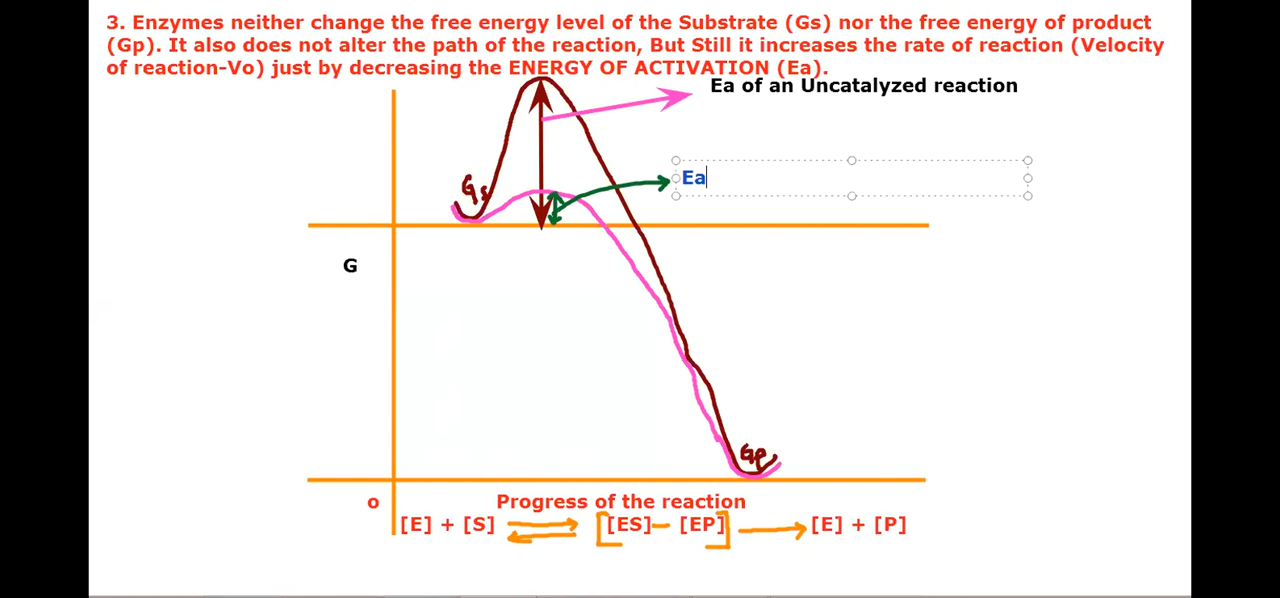 3. Enzymes neither change the free energy level of the Substrate (Gs) nor the free energy of product
(Gp). It also does not alter the path of the reaction, But Still it increases the rate of reaction (Velocity
of reaction-Vo) just by decreasing the ENERGY OF ACTIVATION (Ea).
Ea of an Uncatalyzed reaction
Ea
Gs
G
Gp
o
Progress of the reaction
[E] + [S] [[ES]- [EP]] [E] + [P]